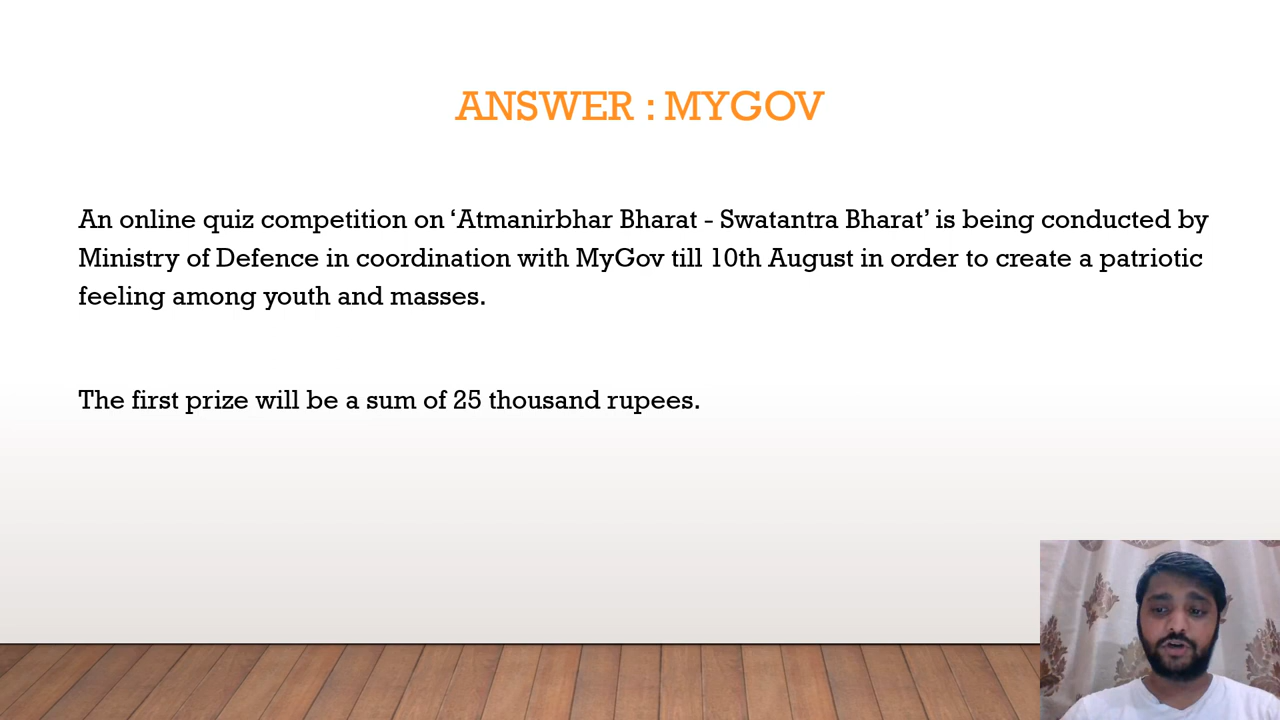 ANSWER : MYGOV
An online quiz competition on ‘Atmanirbhar Bharat - Swatantra Bharat’ is being conducted by
Ministry of Defence in coordination with MyGov till 10th August in order to create a patriotic
feeling among youth and masses.
The first prize will be a sum of 25 thousand rupees.